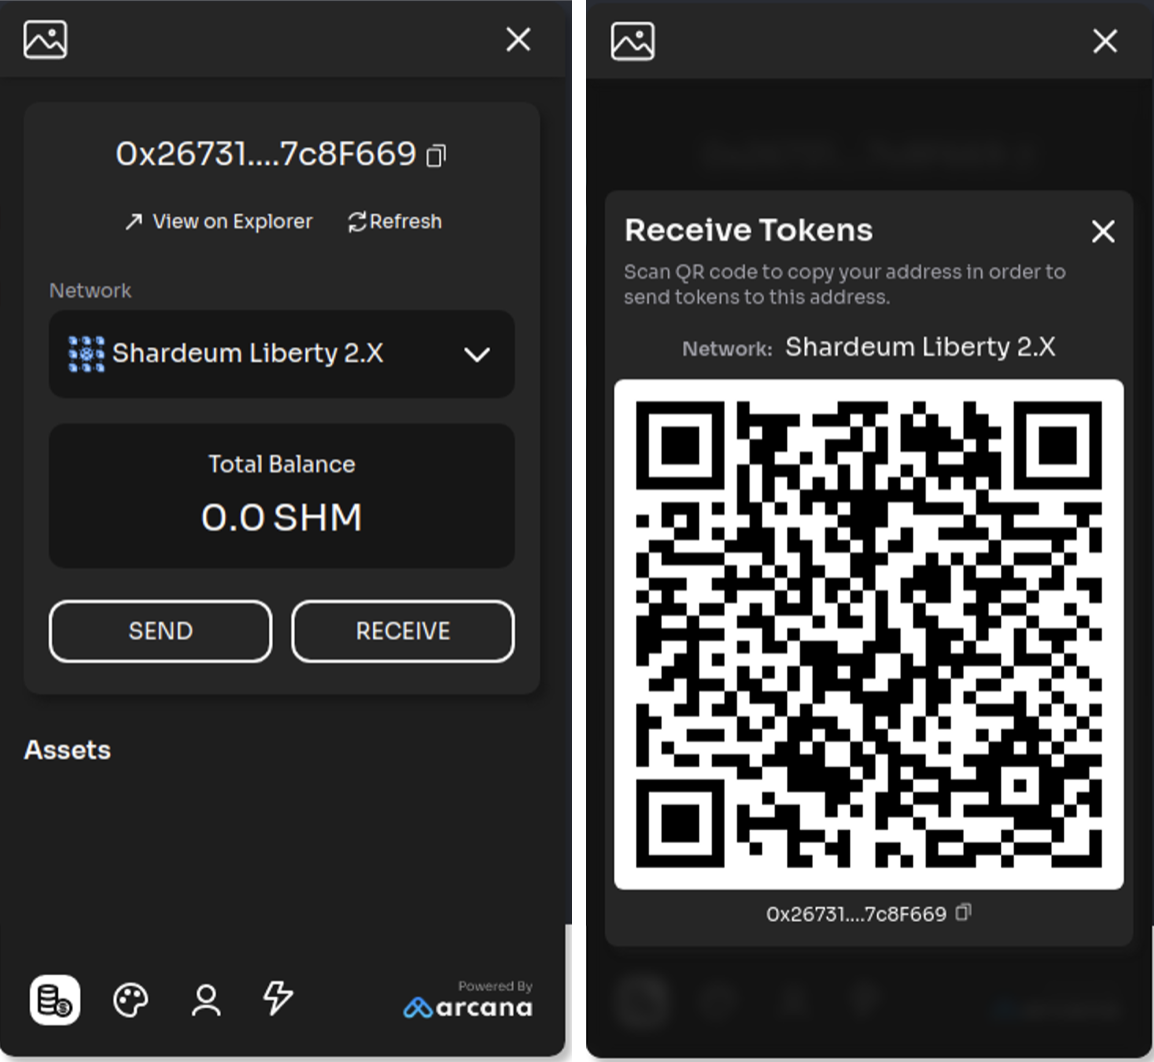 0x26731....7c8F669
View on Explorer
Refresh
Network
Shardeum Liberty 2.X
Total Balance
0.0 SHM
SEND
RECEIVE
Assets
Powered By
arcana
Receive Tokens
Scan QR code to copy your address in order to
send tokens to this address.
Network: Shardeum Liberty 2.X
0x26731....7c8F669